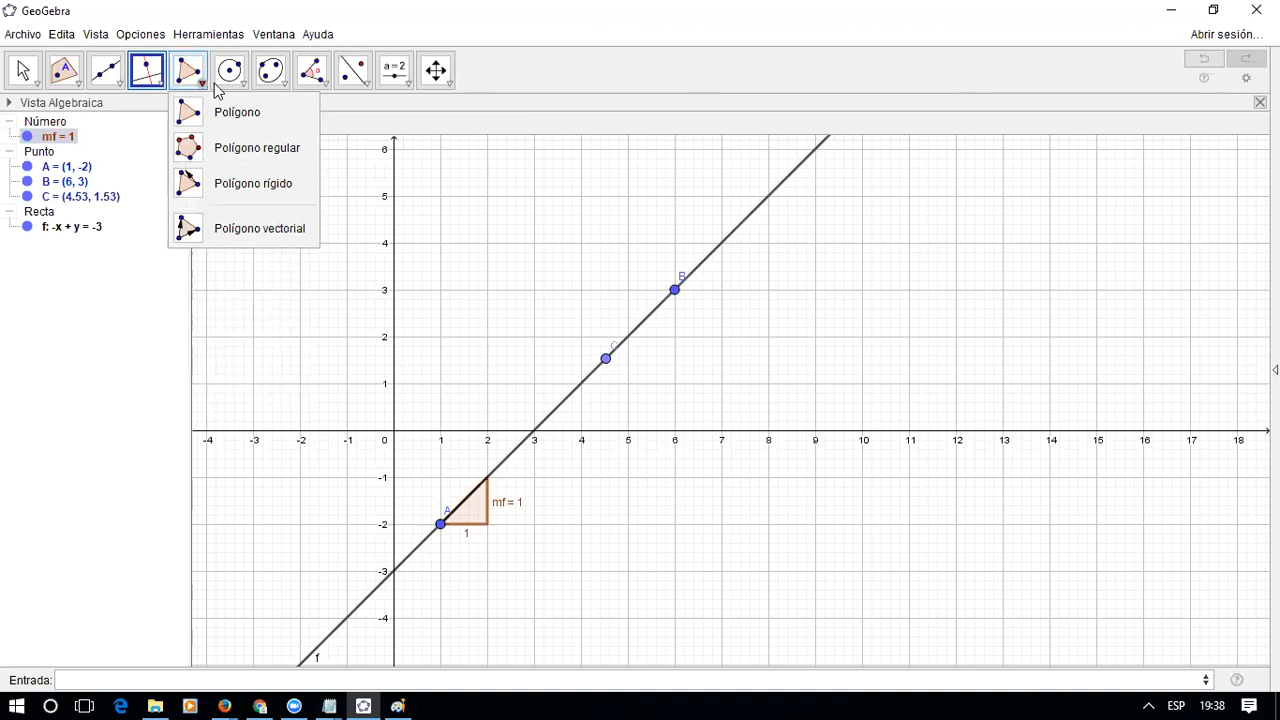 GeoGebra
Archivo Edita Vista Opciones Herramientas Ventana Ayuda
Abrir sesión...
A
α
a = 2
Vista Algebraica
Número
mf = 1
Punto
A = (1, -2)
B = (6, 3)
C = (4.53, 1.53)
Recta
f: -x + y = -3
Polígono
Polígono regular
Polígono rígido
Polígono vectorial
6
5
4
3
2
1
-1
-2
-3
-4
-4 -3 -2 -1 0 1 2 3 4 5 6 7 8 9 10 11 12 13 14 15 16 17 18
B
C
A
mf = 1
1
f
Entrada:
ESP 19:38